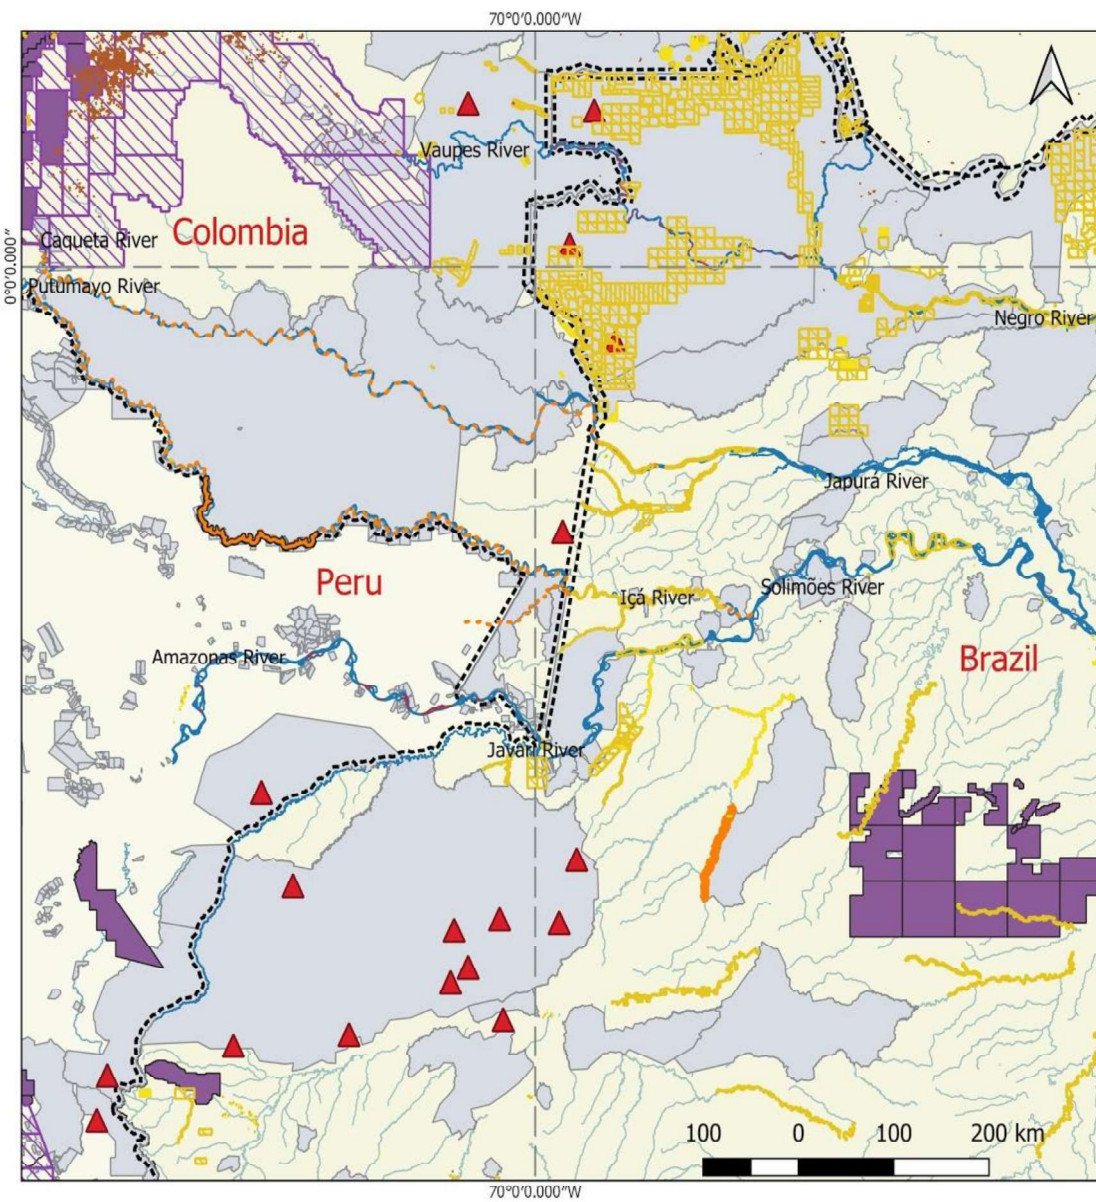 70°0'0.000"W
Vaupes River
Colombia
Caqueta River
0°0'0.000"
Putumayo River
Negro River
Japurá River
Peru
Solimões River
Içá River
Amazonas River
Brazil
Javari River
100 0 100 200 km
70°0'0.000"W